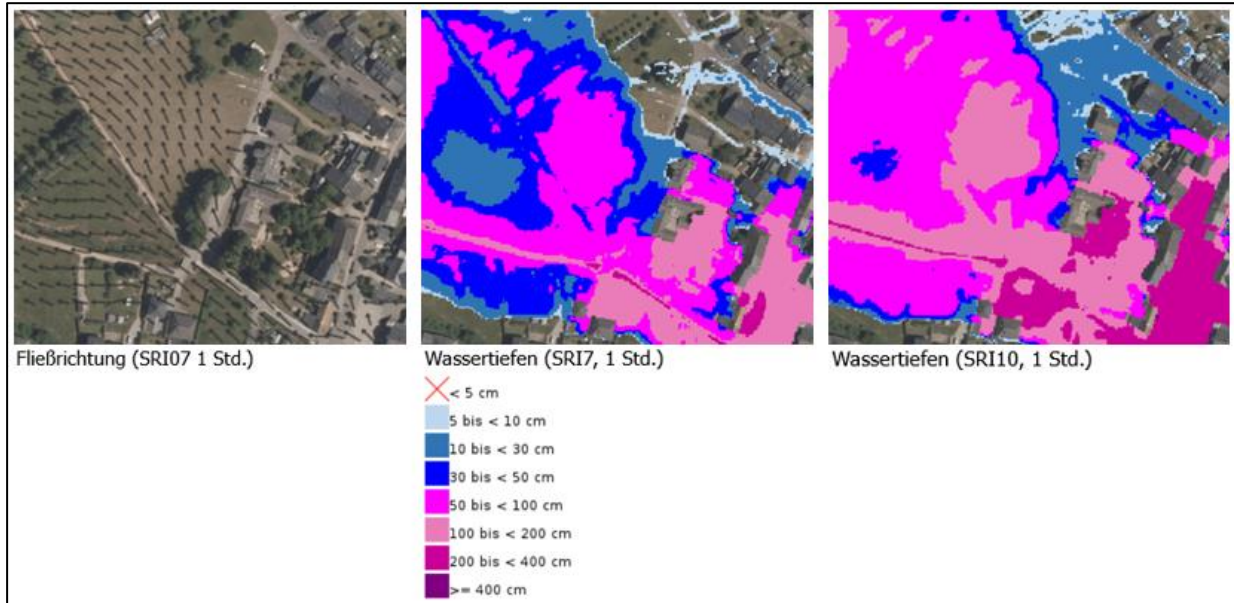 Fließrichtung (SRI07 1 Std.)
Wassertiefen (SRI7, 1 Std.)
Wassertiefen (SRI10, 1 Std.)
< 5 cm
5 bis < 10 cm
10 bis < 30 cm
30 bis < 50 cm
50 bis < 100 cm
100 bis < 200 cm
200 bis < 400 cm
>= 400 cm